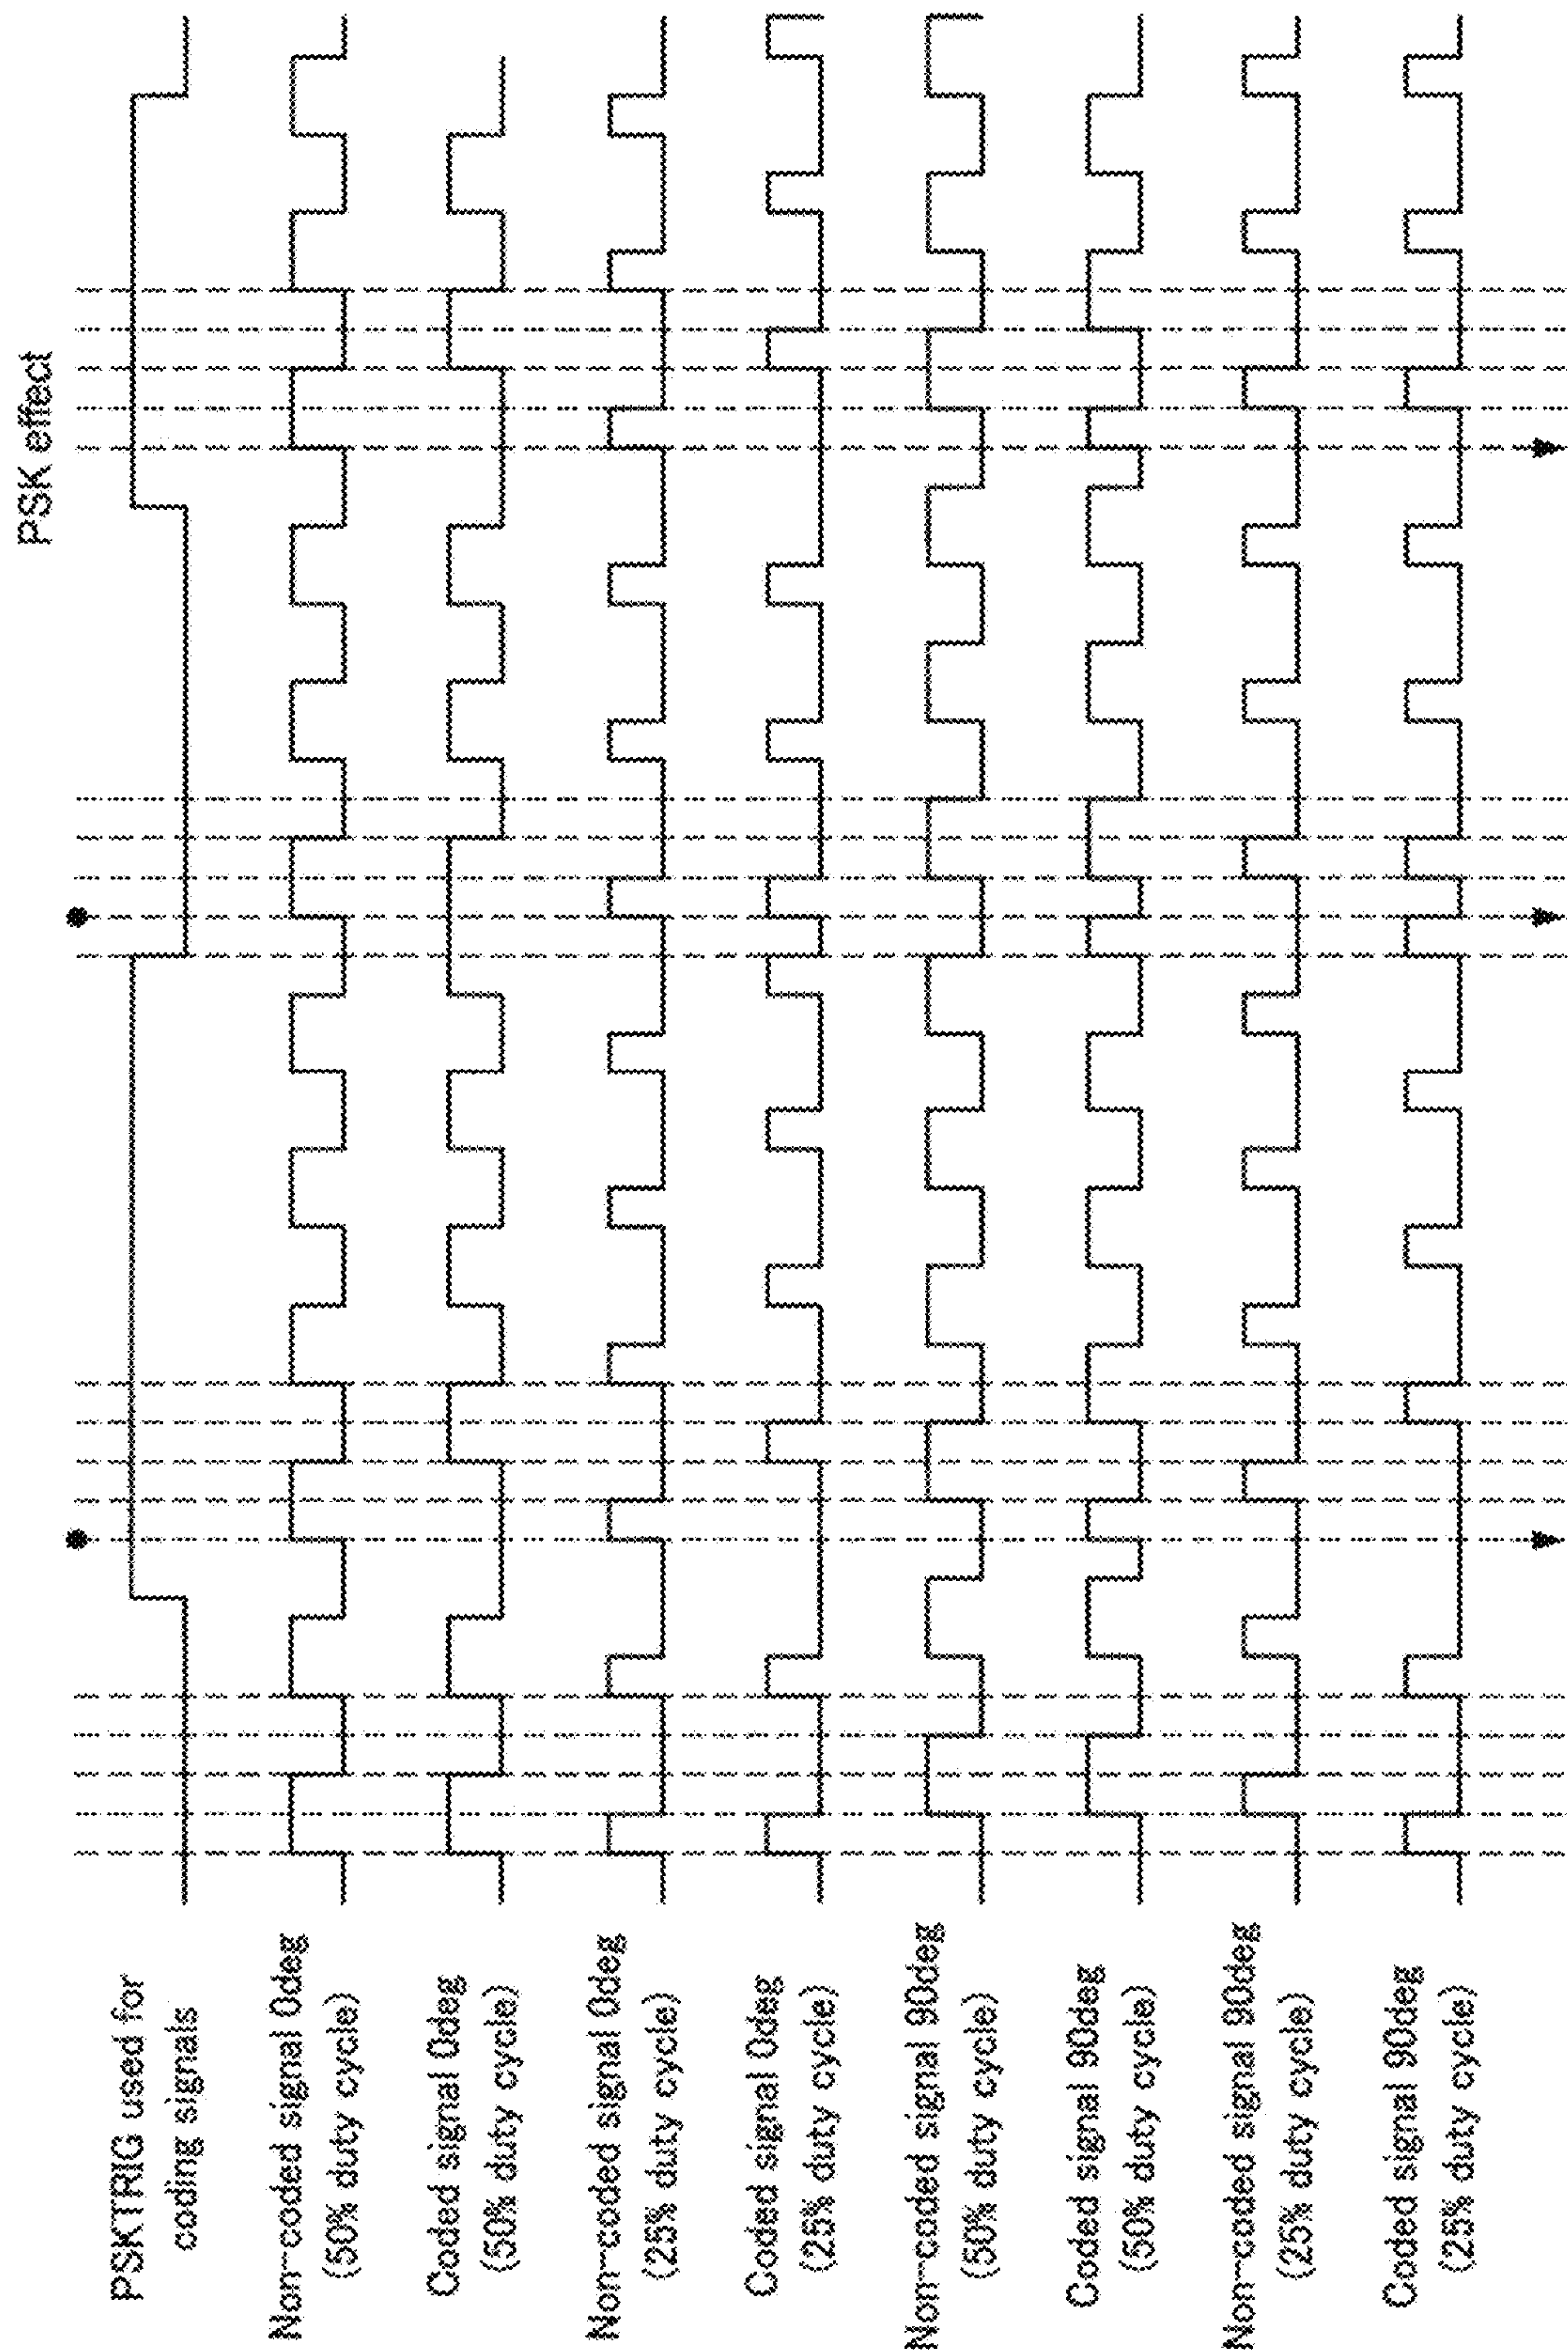 PSK effect
PSKTRIG used for
coding signals
Non-coded signal 0deg
(50% duty cycle)
Coded signal 0deg
(50% duty cycle)
Non-coded signal 0deg
(25% duty cycle)
Coded signal 0deg
(25% duty cycle)
Non-coded signal 90deg
(50% duty cycle)
Coded signal 90deg
(50% duty cycle)
Non-coded signal 90deg
(25% duty cycle)
Coded signal 90deg
(25% duty cycle)